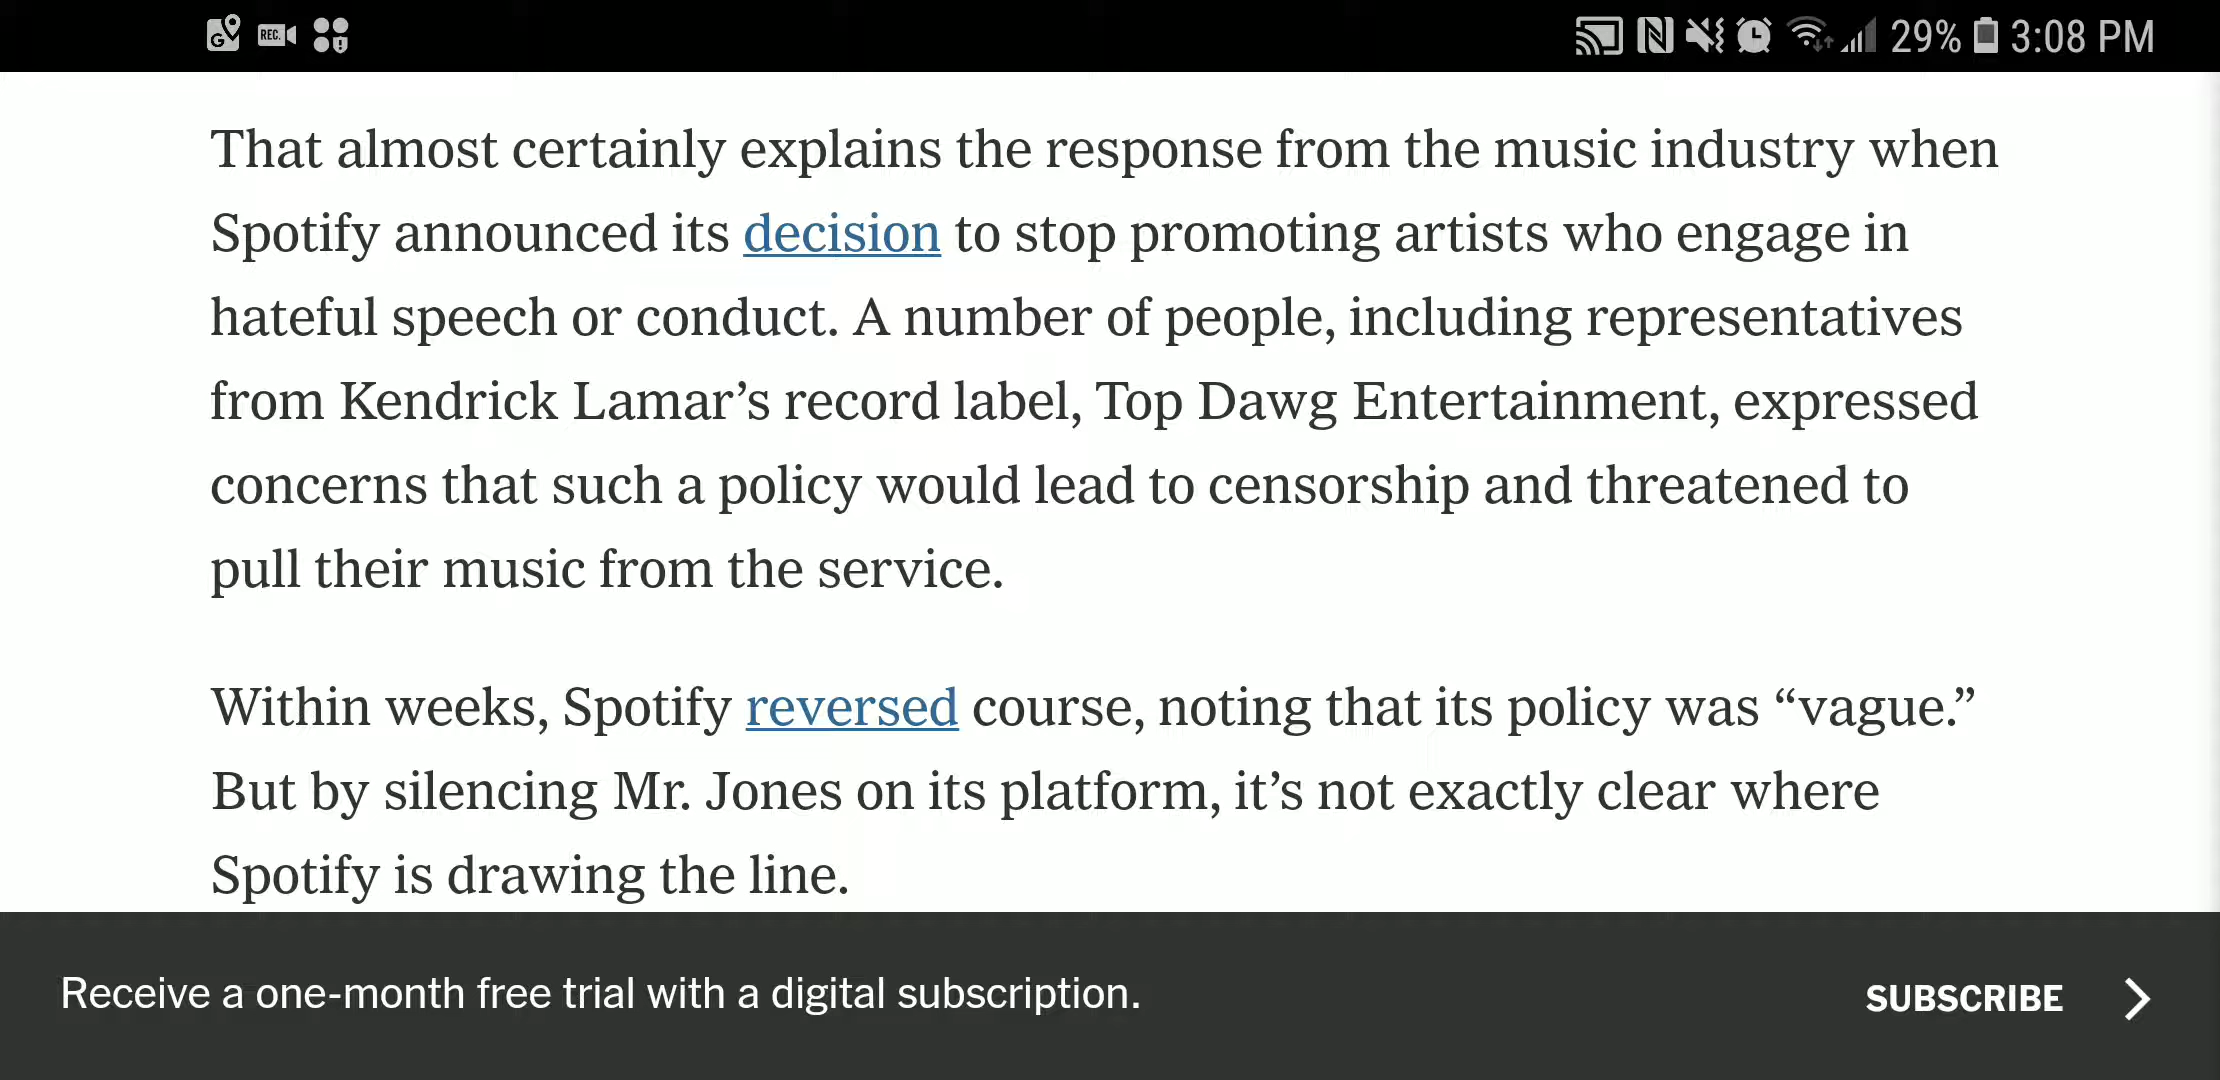 G REC. 29% 3:08 PM
That almost certainly explains the response from the music industry when
Spotify announced its decision to stop promoting artists who engage in
hateful speech or conduct. A number of people, including representatives
from Kendrick Lamar’s record label, Top Dawg Entertainment, expressed
concerns that such a policy would lead to censorship and threatened to
pull their music from the service.
Within weeks, Spotify reversed course, noting that its policy was “vague.”
But by silencing Mr. Jones on its platform, it’s not exactly clear where
Spotify is drawing the line.
Receive a one-month free trial with a digital subscription. SUBSCRIBE